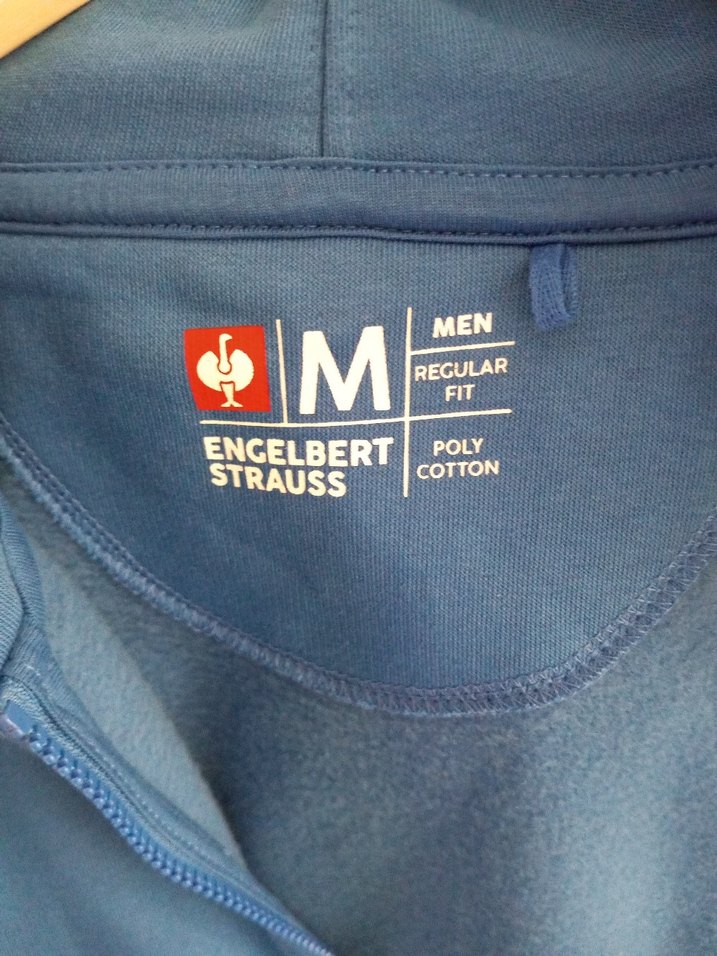 M
MEN
REGULAR
FIT
ENGELBERT
STRAUSS
POLY
COTTON